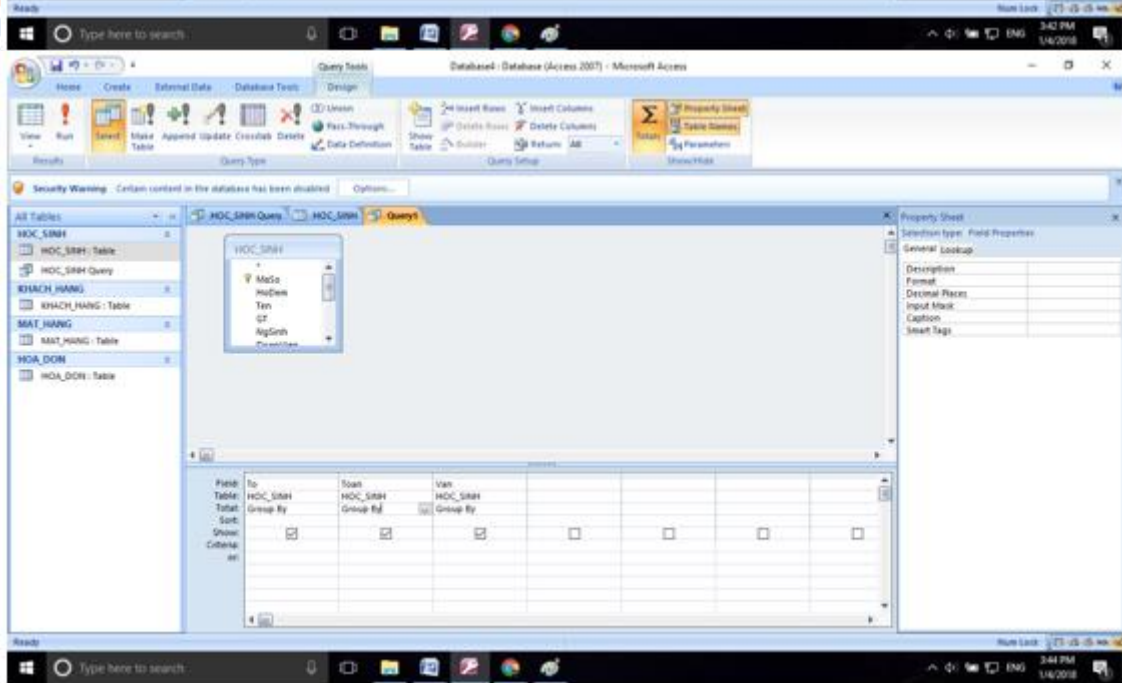 Ready Num Lock
Type here to search ENG 3:42 PM
1/4/2018
Query Tools Database4 : Database (Access 2007) - Microsoft Access
Home Create External Data Database Tools Design
View Run Select Make Table Append Update Crosstab Delete
Union
Pass-Through
Data Definition
Show Table
Insert Rows
Delete Rows
Builder
Insert Columns
Delete Columns
Return: All
Totals
Property Sheet
Table Names
Parameters
Results Query Type Query Setup Show/Hide
Security Warning Certain content in the database has been disabled Options...
All Tables
HOC_SINH
HOC_SINH : Table
HOC_SINH Query
KHACH_HANG
KHACH_HANG : Table
MAT_HANG
MAT_HANG : Table
HOA_DON
HOA_DON : Table
HOC_SINH Query HOC_SINH Query1
HOC_SINH
*
MaSo
HoDem
Ten
GT
NgSinh
Property Sheet
Selection type: Field Properties
General Lookup
Description
Format
Decimal Places
Input Mask
Caption
Smart Tags
Field: To Toan Van
Table: HOC_SINH HOC_SINH HOC_SINH
Total: Group By Group By Group By
Sort:
Show:
Criteria:
or:
Ready Num Lock
Type here to search ENG 3:44 PM
1/4/2018